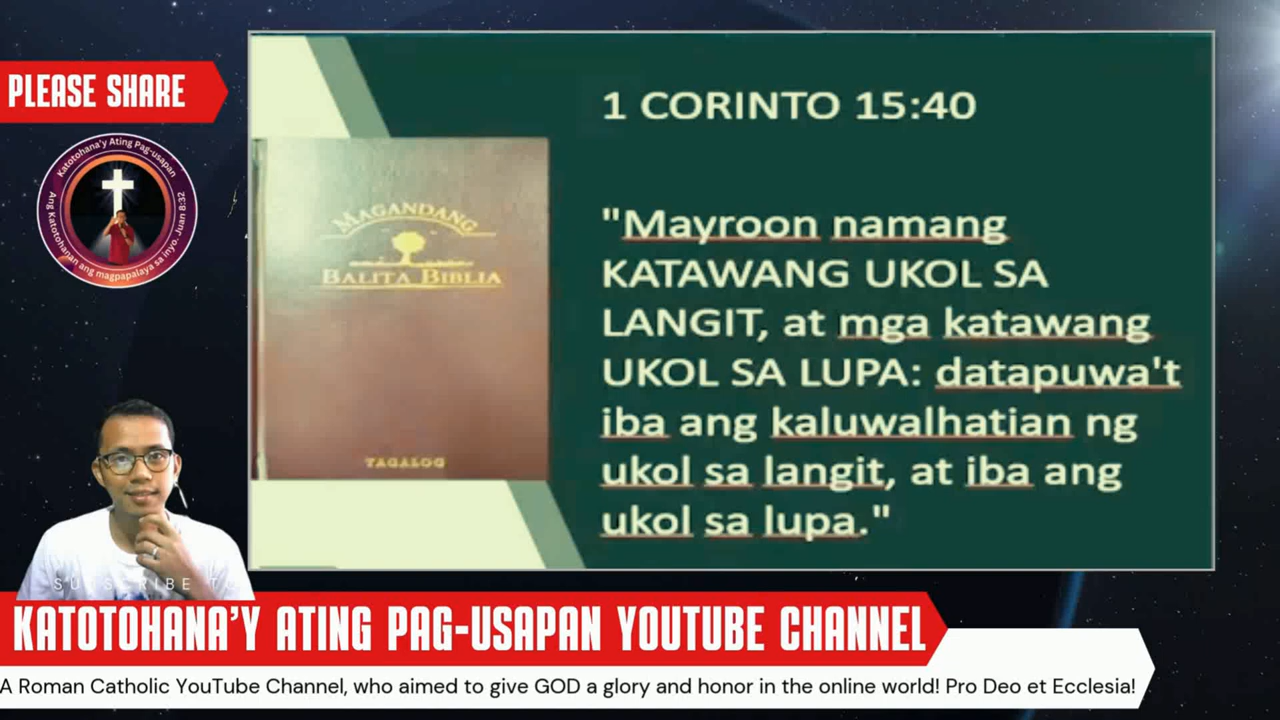 PLEASE SHARE
Katotohana'y Ating Pag-usapan
Ang Katotohanan ang magpapalaya sa inyo. Juan 8:32
MAGANDANG
BALITA BIBLIA
TAGALOG
1 CORINTO 15:40
"Mayroon namang
KATAWANG UKOL SA
LANGIT, at mga katawang
UKOL SA LUPA: datapuwa't
iba ang kaluwalhatian ng
ukol sa langit, at iba ang
ukol sa lupa."
SUBSCRIBE TO
KATOTOHANA'Y ATING PAG-USAPAN YOUTUBE CHANNEL
A Roman Catholic YouTube Channel, who aimed to give GOD a glory and honor in the online world! Pro Deo et Ecclesia!